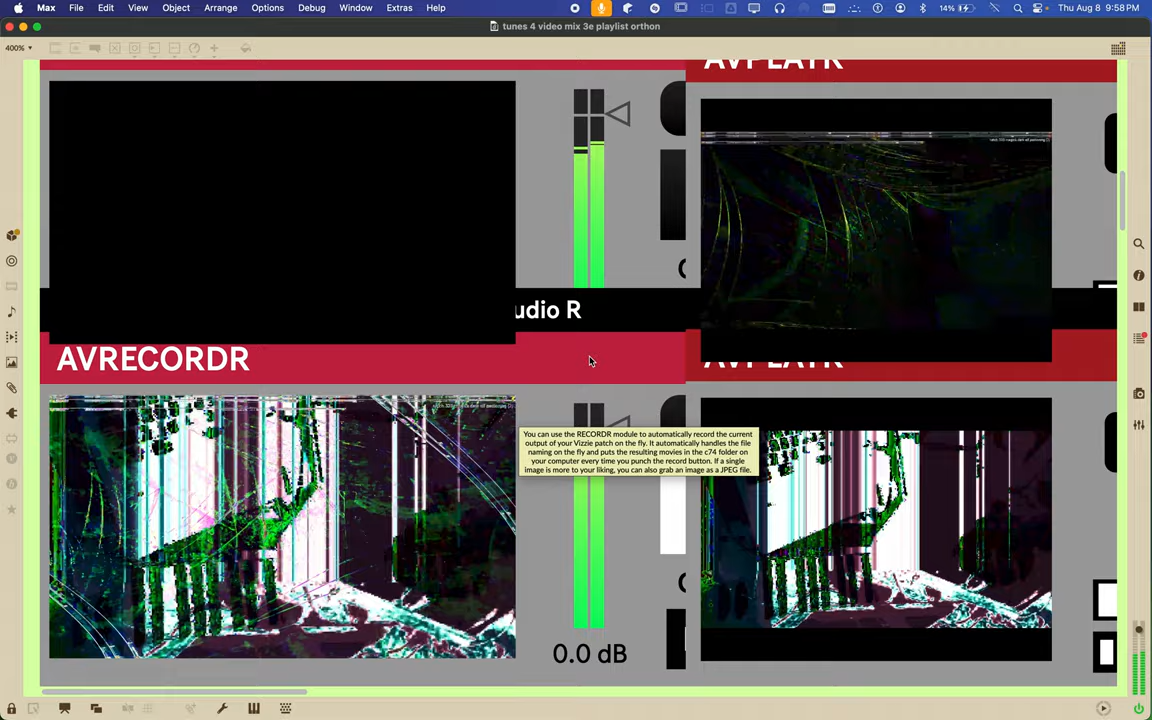 Max File Edit View Object Arrange Options Debug Window Extras Help
14% Thu Aug 8 9:58 PM
tunes 4 video mix 3e playlist orthon
400%
AVPLAYR
udio R
AVRECORDR
AVPLAYR
You can use the RECORDR module to automatically record the current
output of your Vizzie patch on the fly. It automatically handles the file
naming on the fly and puts the resulting movies in the c74 folder on
your computer every time you punch the record button. If a single
image is more to your liking, you can also grab an image as a JPEG file.
0.0 dB